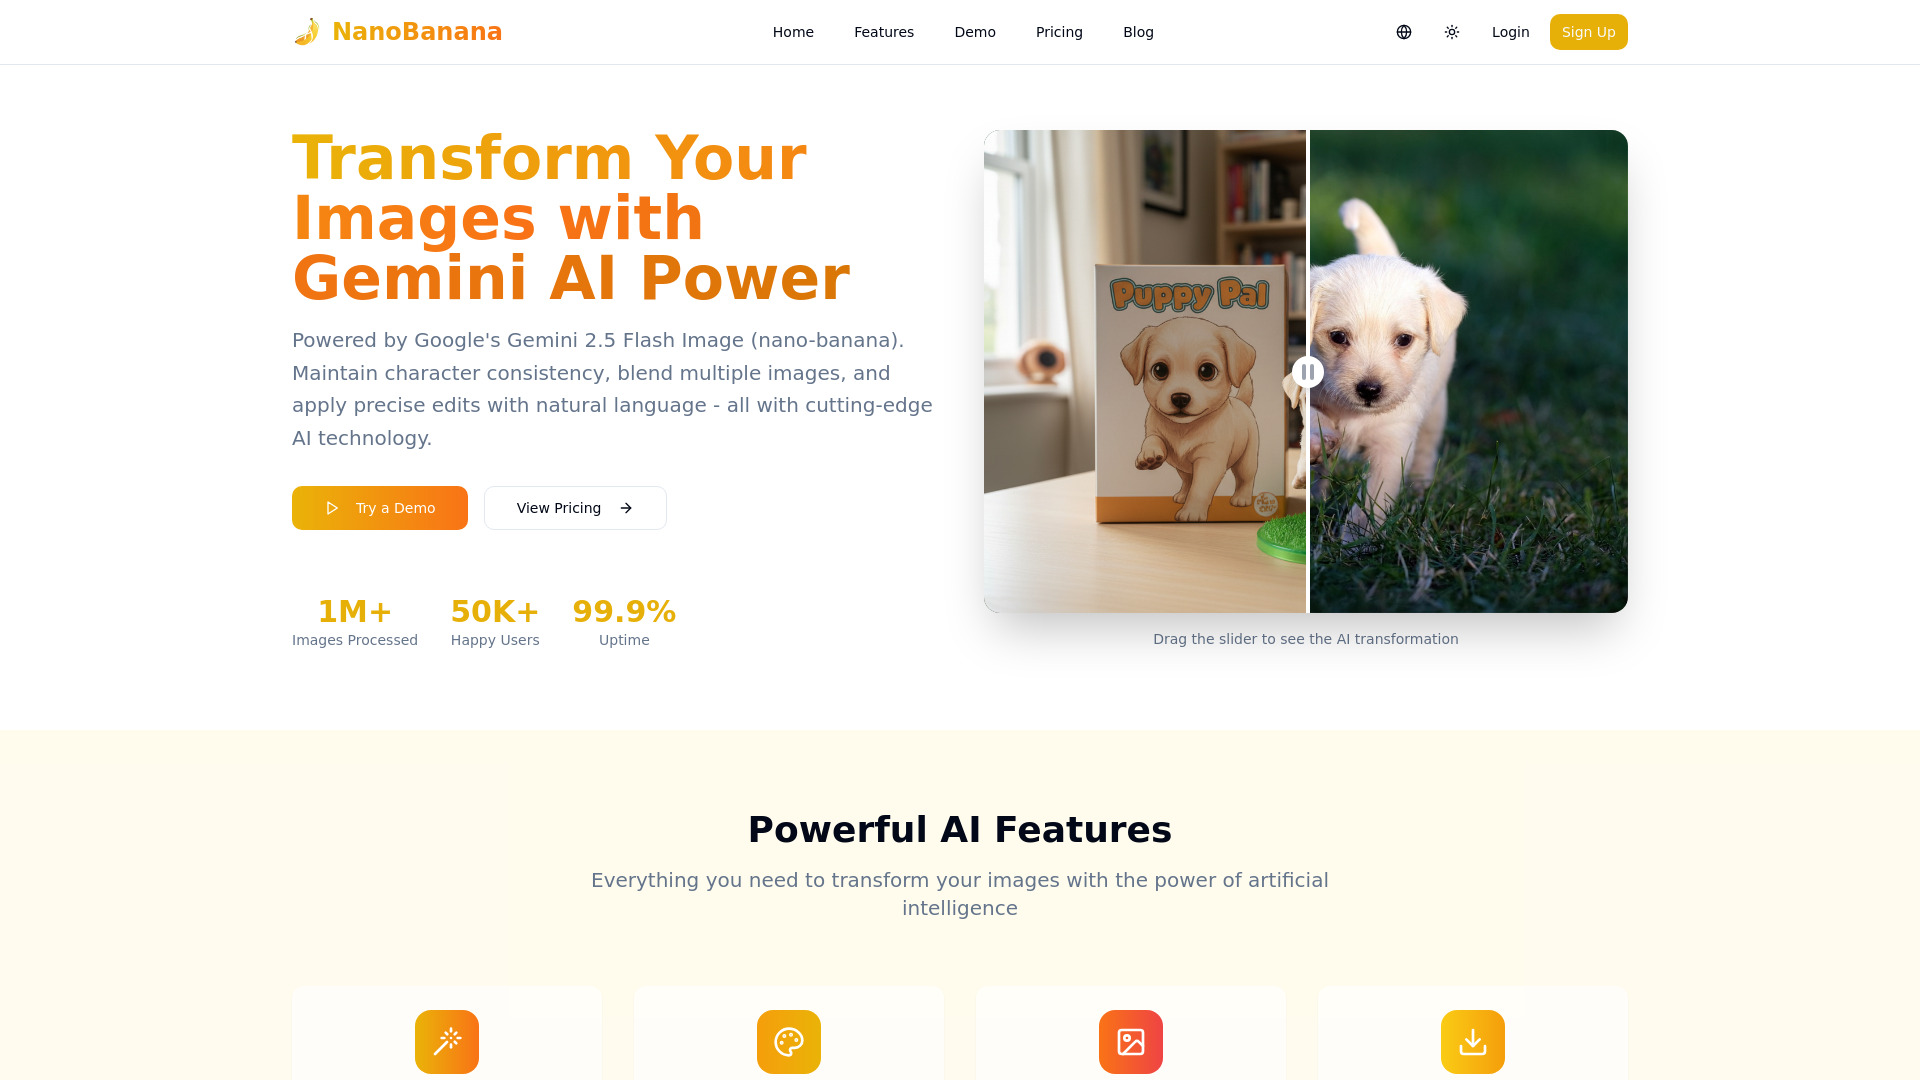 NanoBanana
Home
Features
Demo
Pricing
Blog
Login
Sign Up
Transform Your
Images with
Gemini AI Power
Powered by Google's Gemini 2.5 Flash Image (nano-banana).
Maintain character consistency, blend multiple images, and
apply precise edits with natural language - all with cutting-edge
AI technology.
Try a Demo
View Pricing
1M+
Images Processed
50K+
Happy Users
99.9%
Uptime
Puppy Pal
Drag the slider to see the AI transformation
Powerful AI Features
Everything you need to transform your images with the power of artificial
intelligence